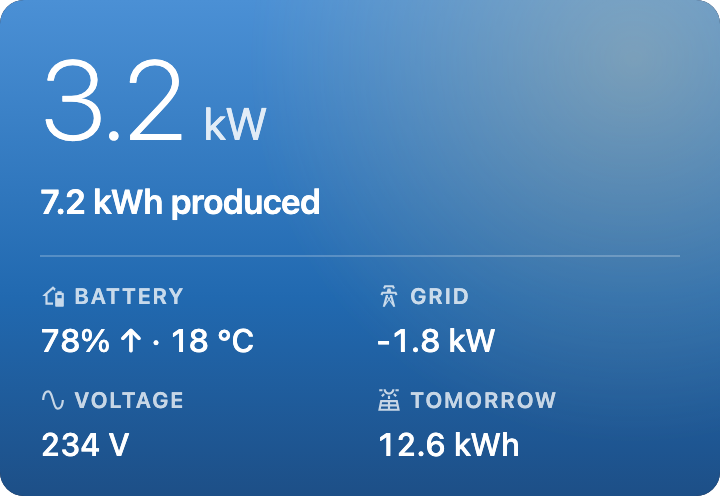 3.2 kW
7.2 kWh produced
BATTERY
78% ↑ · 18 °C
GRID
-1.8 kW
VOLTAGE
234 V
TOMORROW
12.6 kWh